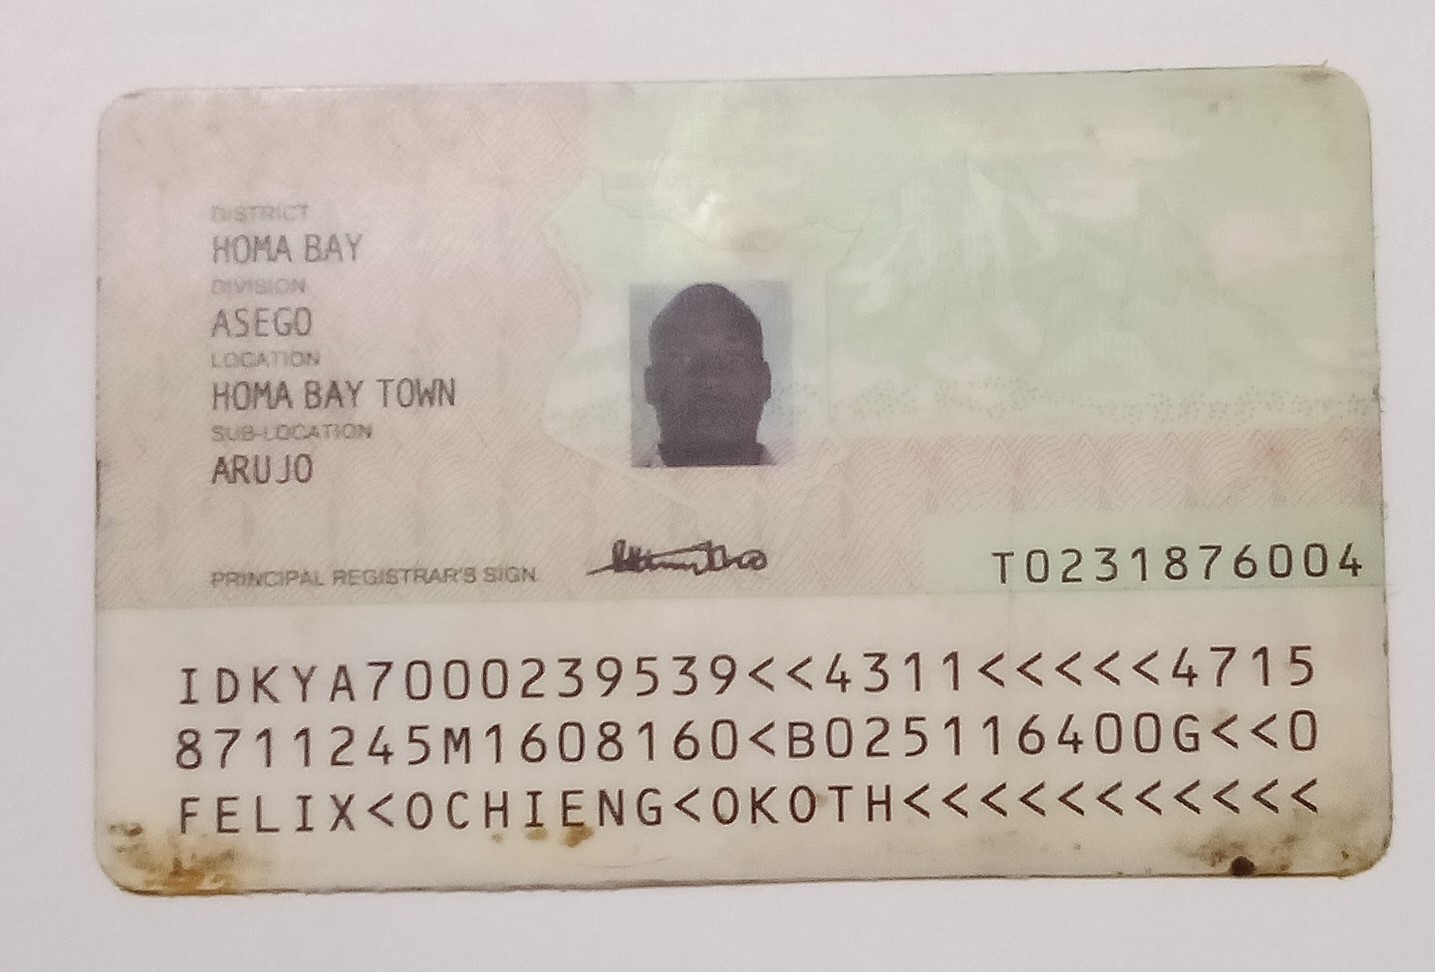 DISTRICT
HOMA BAY
DIVISION
ASEGO
LOCATION
HOMA BAY TOWN
SUB-LOCATION
ARUJO
PRINCIPAL REGISTRAR'S SIGN.
T0231876004
IDKYA7000239539<<4311<<<<<4715
8711245M1608160<B025116400G<<0
FELIX<OCHIENG<OKOTH<<<<<<<<<<<